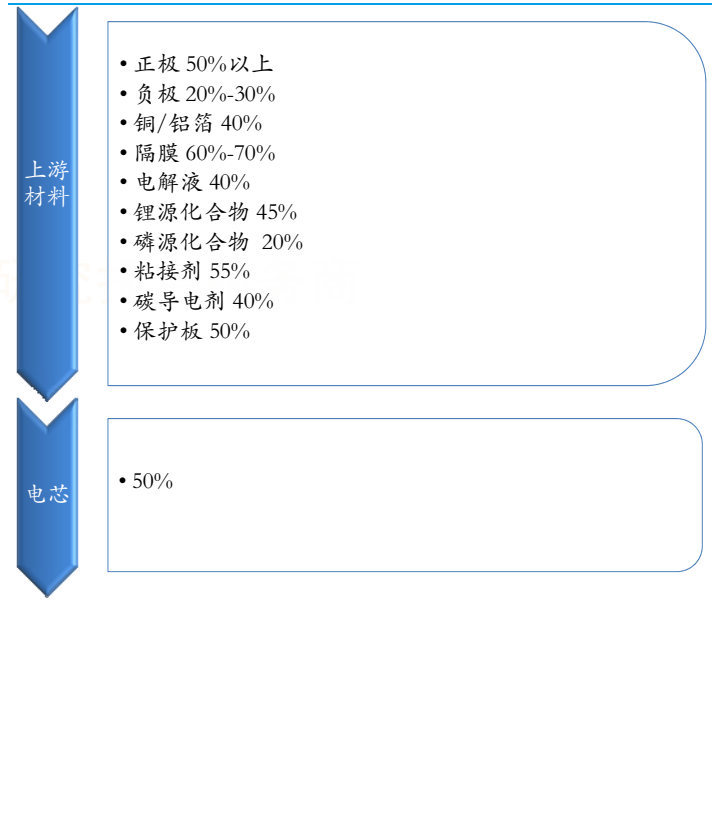 上游
材料
• 正极 50%以上
• 负极 20%-30%
• 铜/铝箔 40%
• 隔膜 60%-70%
• 电解液 40%
• 锂源化合物 45%
• 磷源化合物 20%
• 粘接剂 55%
• 碳导电剂 40%
• 保护板 50%
电芯
• 50%